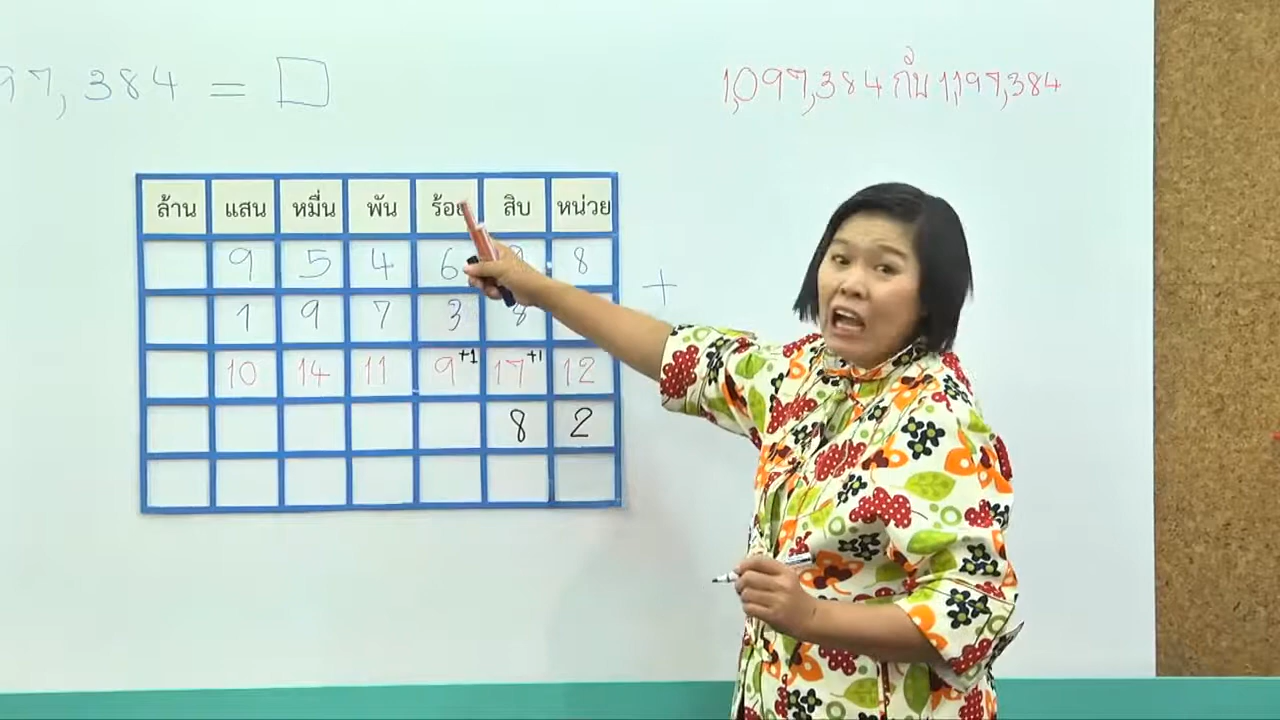 97,384 = □
1,097,384 กับ 1,197,384
ล้าน แสน หมื่น พัน ร้อย สิบ หน่วย
9 5 4 6 8
+
1 9 7 3 8
10 14 11 9+1 17+1 12
8 2